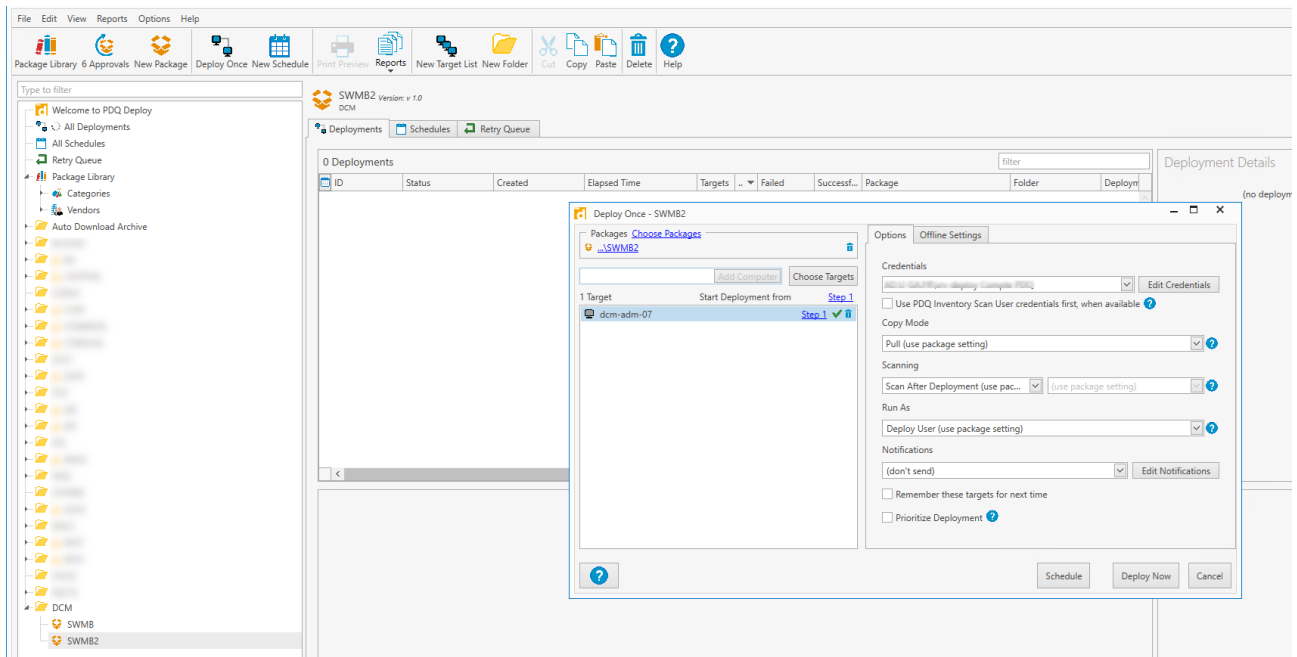 File Edit View Reports Options Help
Package Library 6 Approvals New Package Deploy Once New Schedule Print Preview Reports New Target List New Folder Cut Copy Paste Delete Help
Type to filter
Welcome to PDQ Deploy
All Deployments
All Schedules
Retry Queue
Package Library
Categories
Vendors
Auto Download Archive
DCM
SWMB
SWMB2
SWMB2 Version: v 1.0
DCM
Deployments Schedules Retry Queue
0 Deployments filter
ID Status Created Elapsed Time Targets .. Failed Successf... Package Folder Deploym
Deployment Details
(no deploym
Deploy Once - SWMB2
Packages Choose Packages
...\SWMB2
Add Computer Choose Targets
1 Target Start Deployment from Step 1
dcm-adm-07 Step 1
Options Offline Settings
Credentials
Edit Credentials
Use PDQ Inventory Scan User credentials first, when available
Copy Mode
Pull (use package setting)
Scanning
Scan After Deployment (use pac... (use package setting)
Run As
Deploy User (use package setting)
Notifications
(don't send) Edit Notifications
Remember these targets for next time
Prioritize Deployment
Schedule Deploy Now Cancel